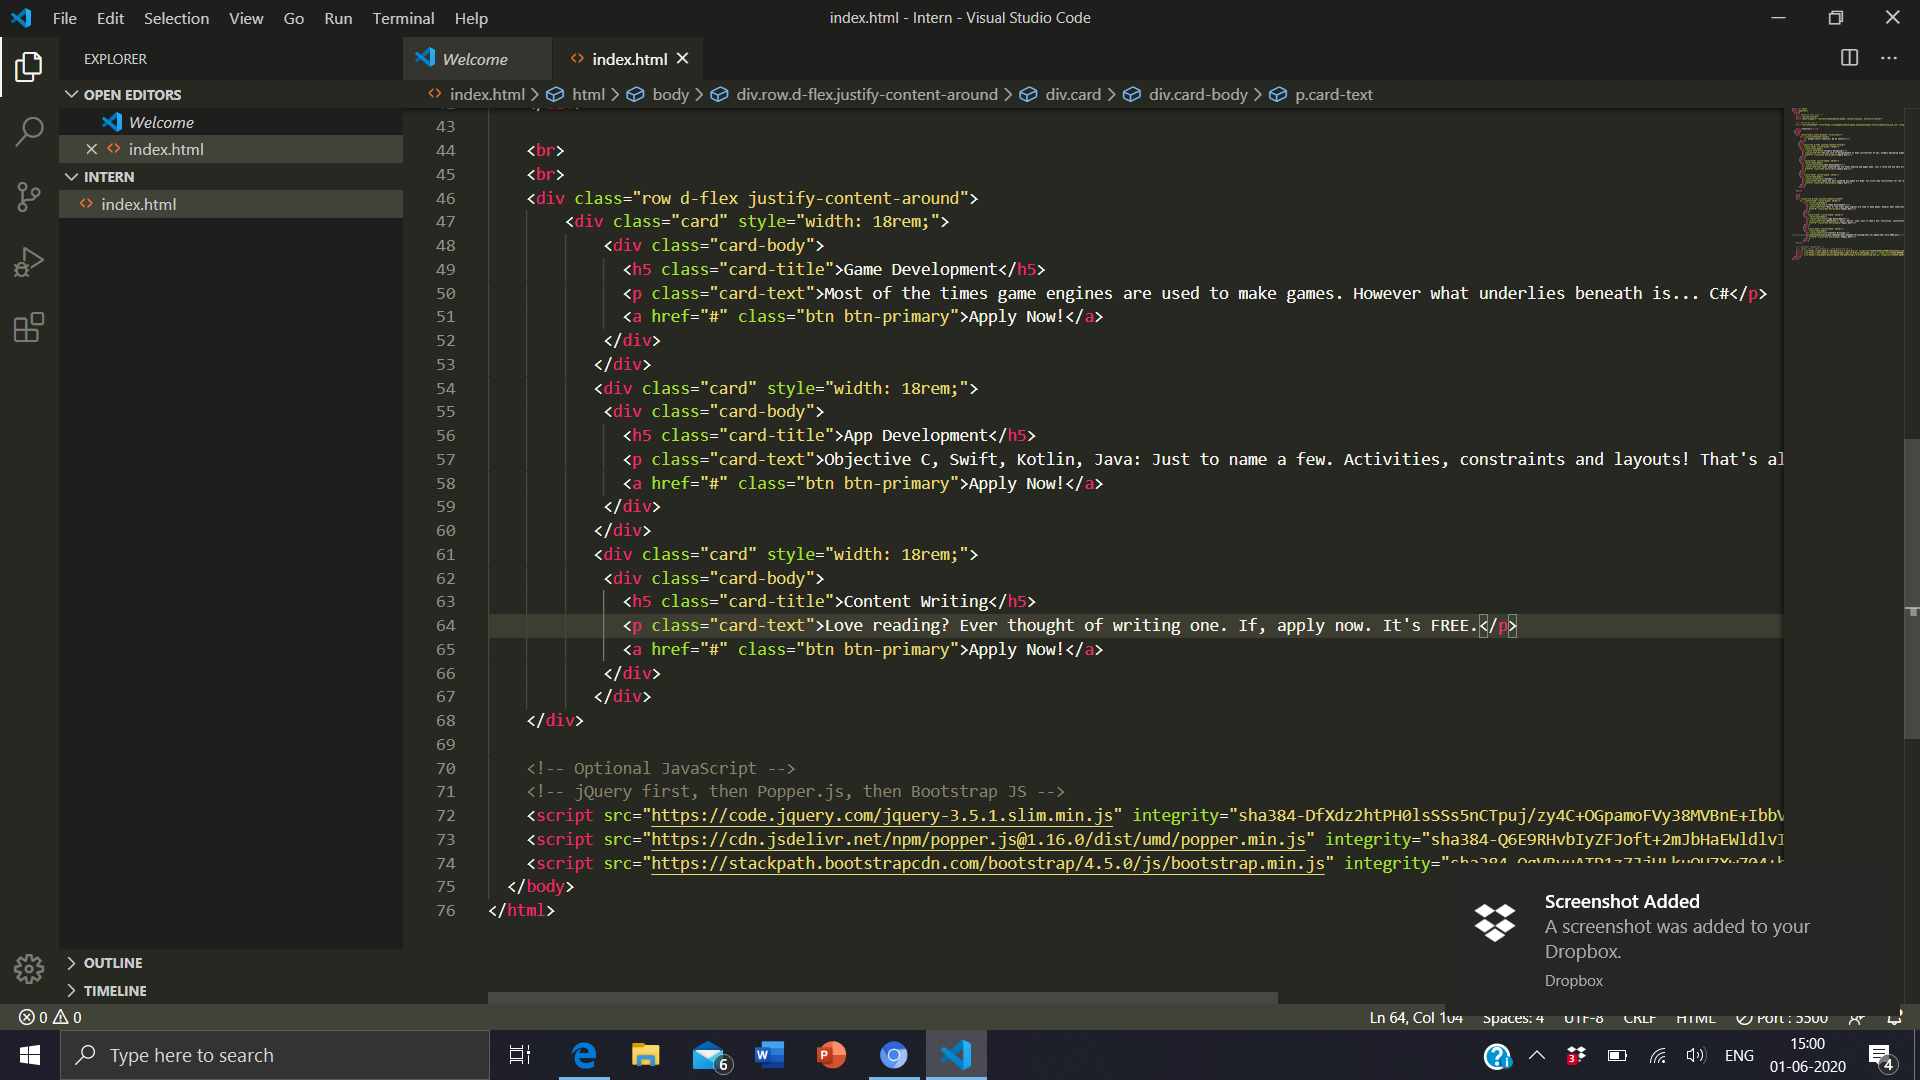 File Edit Selection View Go Run Terminal Help
index.html - Intern - Visual Studio Code
EXPLORER
Welcome
index.html
OPEN EDITORS
Welcome
index.html
INTERN
index.html
index.html > html > body > div.row.d-flex.justify-content-around > div.card > div.card-body > p.card-text
43
44 <br>
45 <br>
46 <div class="row d-flex justify-content-around">
47 <div class="card" style="width: 18rem;">
48 <div class="card-body">
49 <h5 class="card-title">Game Development</h5>
50 <p class="card-text">Most of the times game engines are used to make games. However what underlies beneath is... C#</p>
51 <a href="#" class="btn btn-primary">Apply Now!</a>
52 </div>
53 </div>
54 <div class="card" style="width: 18rem;">
55 <div class="card-body">
56 <h5 class="card-title">App Development</h5>
57 <p class="card-text">Objective C, Swift, Kotlin, Java: Just to name a few. Activities, constraints and layouts! That's al
58 <a href="#" class="btn btn-primary">Apply Now!</a>
59 </div>
60 </div>
61 <div class="card" style="width: 18rem;">
62 <div class="card-body">
63 <h5 class="card-title">Content Writing</h5>
64 <p class="card-text">Love reading? Ever thought of writing one. If, apply now. It's FREE.</p>
65 <a href="#" class="btn btn-primary">Apply Now!</a>
66 </div>
67 </div>
68 </div>
69
70 <!-- Optional JavaScript -->
71 <!-- jQuery first, then Popper.js, then Bootstrap JS -->
72 <script src="https://code.jquery.com/jquery-3.5.1.slim.min.js" integrity="sha384-DfXdz2htPH0lsSSs5nCTpuj/zy4C+OGpamoFVy38MVBnE+IbbV
73 <script src="https://cdn.jsdelivr.net/npm/popper.js@1.16.0/dist/umd/popper.min.js" integrity="sha384-Q6E9RHvbIyZFJoft+2mJbHaEWldlvI
74 <script src="https://stackpath.bootstrapcdn.com/bootstrap/4.5.0/js/bootstrap.min.js" integrity="
75 </body>
76 </html>
Screenshot Added
A screenshot was added to your
Dropbox.
Dropbox
OUTLINE
TIMELINE
0 0
Ln 64, Col 104 Spaces: 4 UTF-8 CRLF HTML Port : 5500
Type here to search
6
3
ENG
15:00
01-06-2020
4